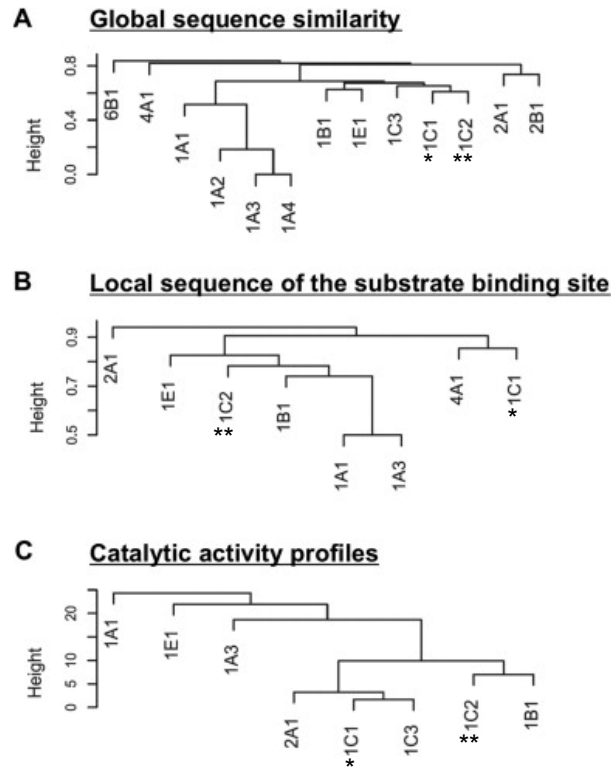 A Global sequence similarity
Height
0.8
0.4
0.0
6B1
4A1
1A1
1A2
1A3
1A4
1B1
1E1
1C3
*1C1
**1C2
2A1
2B1
B Local sequence of the substrate binding site
Height
0.9
0.7
0.5
2A1
1E1
**1C2
1B1
1A1
1A3
4A1
*1C1
C Catalytic activity profiles
Height
20
10
5
0
1A1
1E1
1A3
2A1
*1C1
1C3
**1C2
1B1